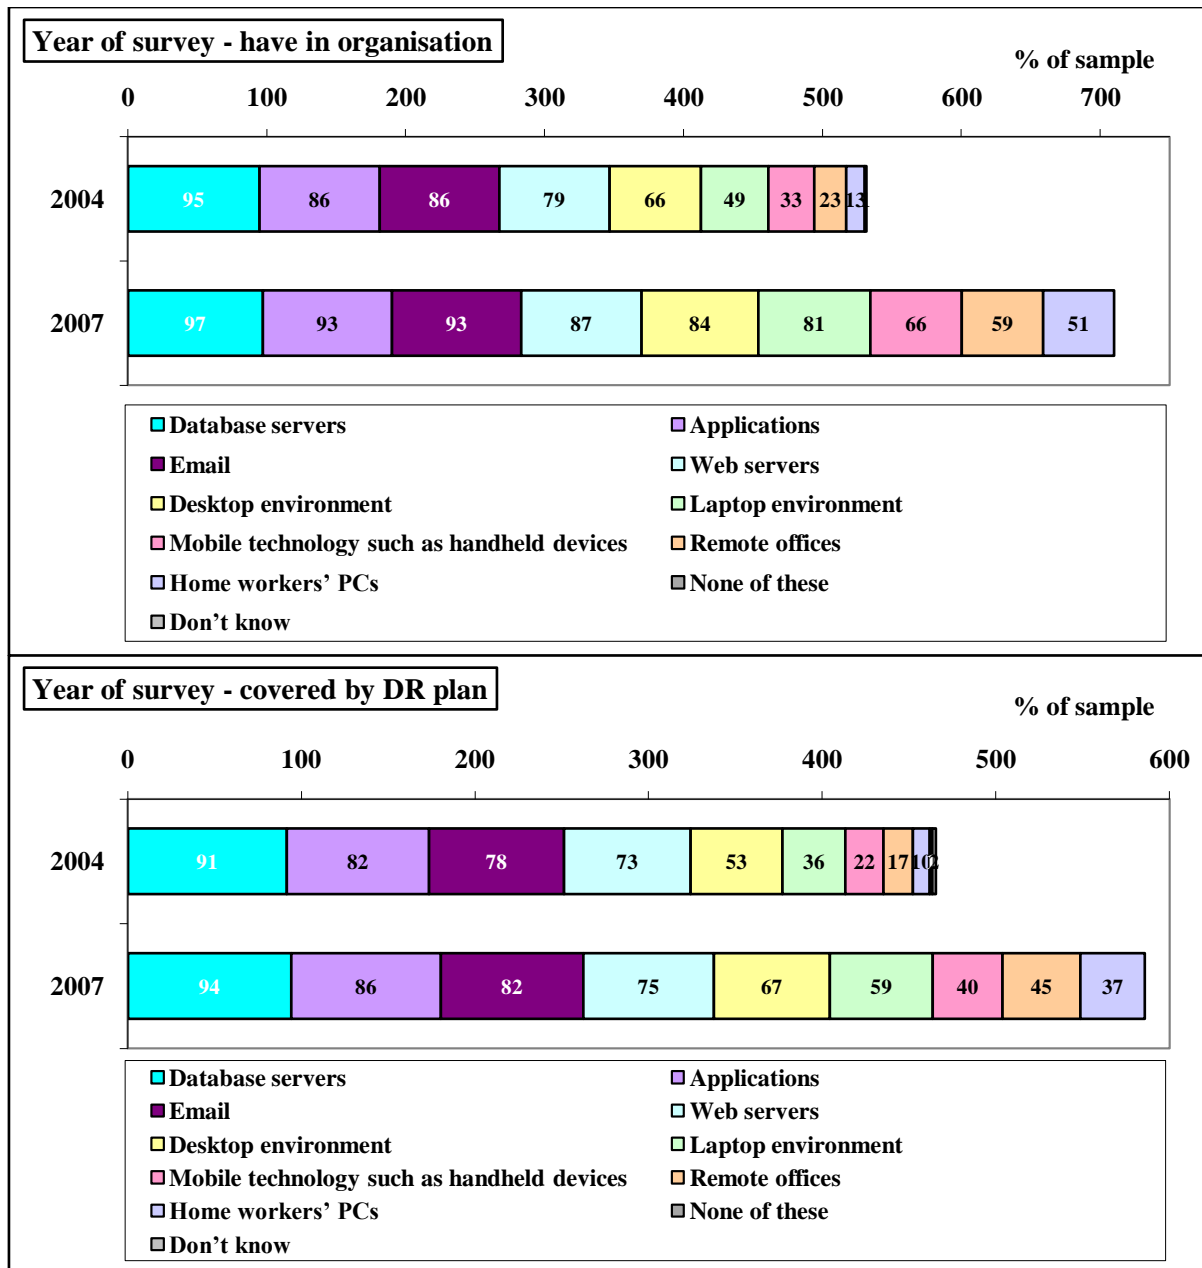 Year of survey - have in organisation
% of sample
0 100 200 300 400 500 600 700
2004 95 86 86 79 66 49 33 23 13 1
2007 97 93 93 87 84 81 66 59 51
Database servers Applications
Email Web servers
Desktop environment Laptop environment
Mobile technology such as handheld devices Remote offices
Home workers’ PCs None of these
Don’t know
Year of survey - covered by DR plan
% of sample
0 100 200 300 400 500 600
2004 91 82 78 73 53 36 22 17 10 2
2007 94 86 82 75 67 59 40 45 37
Database servers Applications
Email Web servers
Desktop environment Laptop environment
Mobile technology such as handheld devices Remote offices
Home workers’ PCs None of these
Don’t know